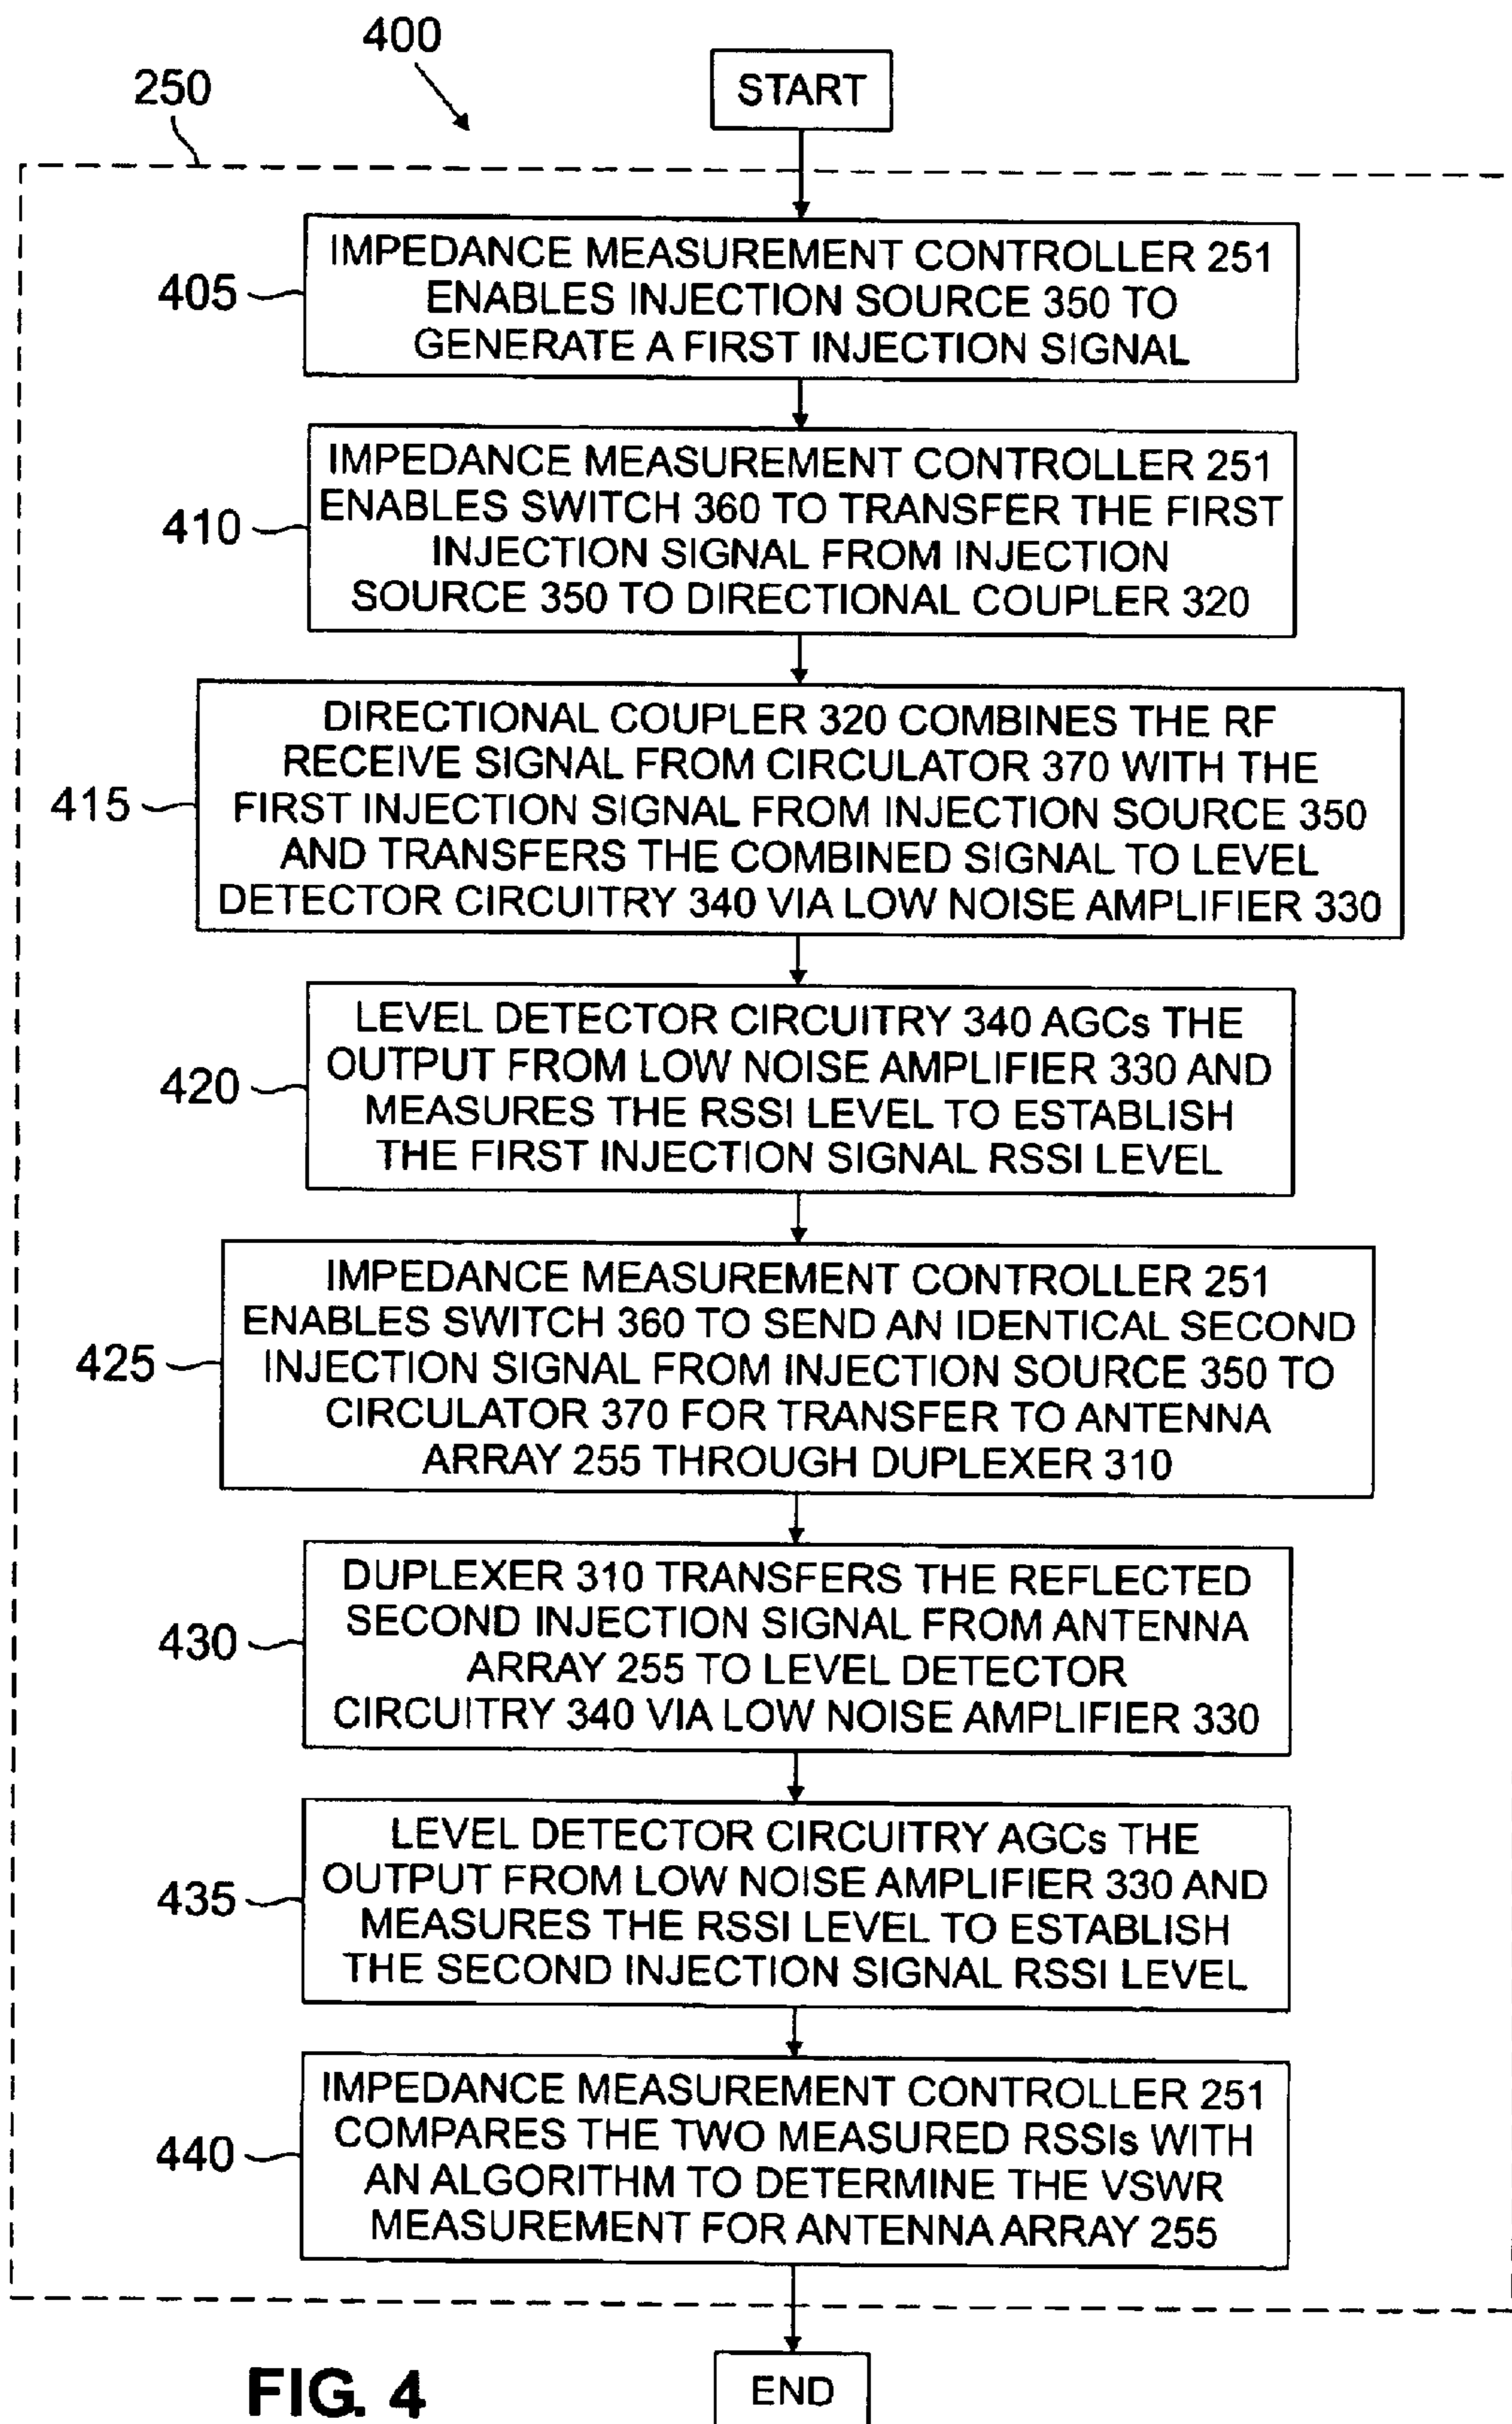 400
START
250
405
IMPEDANCE MEASUREMENT CONTROLLER 251
ENABLES INJECTION SOURCE 350 TO
GENERATE A FIRST INJECTION SIGNAL
410
IMPEDANCE MEASUREMENT CONTROLLER 251
ENABLES SWITCH 360 TO TRANSFER THE FIRST
INJECTION SIGNAL FROM INJECTION
SOURCE 350 TO DIRECTIONAL COUPLER 320
415
DIRECTIONAL COUPLER 320 COMBINES THE RF
RECEIVE SIGNAL FROM CIRCULATOR 370 WITH THE
FIRST INJECTION SIGNAL FROM INJECTION SOURCE 350
AND TRANSFERS THE COMBINED SIGNAL TO LEVEL
DETECTOR CIRCUITRY 340 VIA LOW NOISE AMPLIFIER 330
420
LEVEL DETECTOR CIRCUITRY 340 AGCs THE
OUTPUT FROM LOW NOISE AMPLIFIER 330 AND
MEASURES THE RSSI LEVEL TO ESTABLISH
THE FIRST INJECTION SIGNAL RSSI LEVEL
425
IMPEDANCE MEASUREMENT CONTROLLER 251
ENABLES SWITCH 360 TO SEND AN IDENTICAL SECOND
INJECTION SIGNAL FROM INJECTION SOURCE 350 TO
CIRCULATOR 370 FOR TRANSFER TO ANTENNA
ARRAY 255 THROUGH DUPLEXER 310
430
DUPLEXER 310 TRANSFERS THE REFLECTED
SECOND INJECTION SIGNAL FROM ANTENNA
ARRAY 255 TO LEVEL DETECTOR
CIRCUITRY 340 VIA LOW NOISE AMPLIFIER 330
435
LEVEL DETECTOR CIRCUITRY AGCs THE
OUTPUT FROM LOW NOISE AMPLIFIER 330 AND
MEASURES THE RSSI LEVEL TO ESTABLISH
THE SECOND INJECTION SIGNAL RSSI LEVEL
440
IMPEDANCE MEASUREMENT CONTROLLER 251
COMPARES THE TWO MEASURED RSSIs WITH
AN ALGORITHM TO DETERMINE THE VSWR
MEASUREMENT FOR ANTENNA ARRAY 255
FIG. 4
END